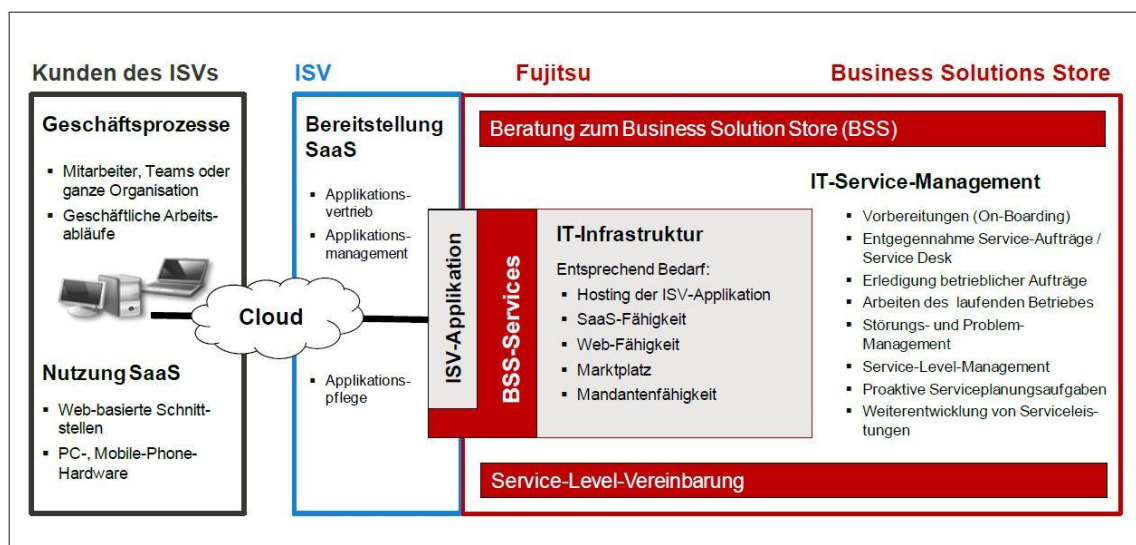 Kunden des ISVs
ISV
Fujitsu
Business Solutions Store
Geschäftsprozesse
▪ Mitarbeiter, Teams oder
ganze Organisation
▪ Geschäftliche Arbeits-
abläufe
Nutzung SaaS
▪ Web-basierte Schnitt-
stellen
▪ PC-, Mobile-Phone-
Hardware
Cloud
Bereitstellung
SaaS
▪ Applikations-
vertrieb
▪ Applikations-
management
▪ Applikations-
pflege
Beratung zum Business Solution Store (BSS)
ISV-Applikation
BSS-Services
IT-Infrastruktur
Entsprechend Bedarf:
▪ Hosting der ISV-Applikation
▪ SaaS-Fähigkeit
▪ Web-Fähigkeit
▪ Marktplatz
▪ Mandantenfähigkeit
IT-Service-Management
▪ Vorbereitungen (On-Boarding)
▪ Entgegennahme Service-Aufträge /
Service Desk
▪ Erledigung betrieblicher Aufträge
▪ Arbeiten des laufenden Betriebes
▪ Störungs- und Problem-
Management
▪ Service-Level-Management
▪ Proaktive Serviceplanungsaufgaben
▪ Weiterentwicklung von Serviceleis-
tungen
Service-Level-Vereinbarung